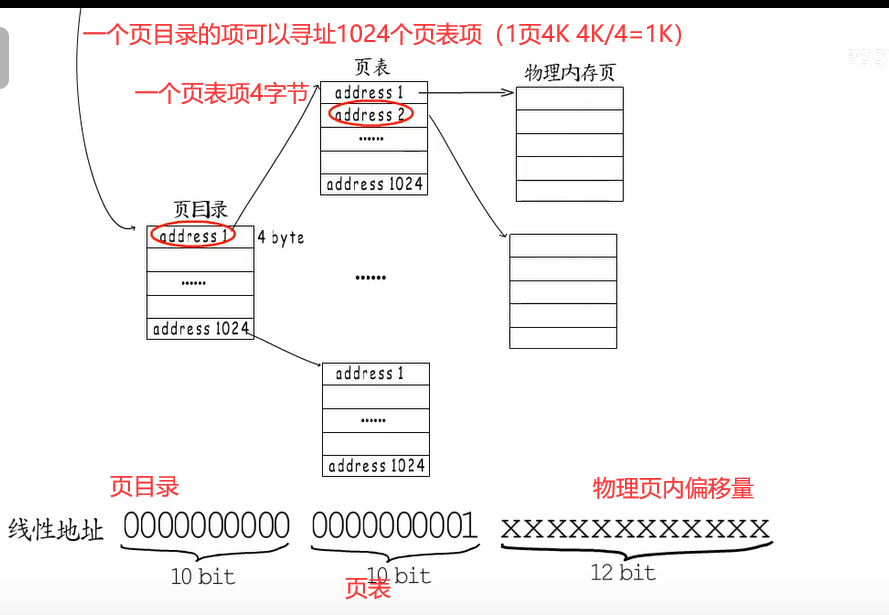 一个页目录的项可以寻址1024个页表项（1页4K 4K/4=1K）
页表
物理内存页
一个页表项4字节
address 1
address 2
······
address 1024
页目录
address 1
4 byte
······
address 1024
······
address 1
······
address 1024
页目录
物理页内偏移量
线性地址 0000000000 0000000001 xxxxxxxxxxxx
10 bit
10 bit
12 bit
页表